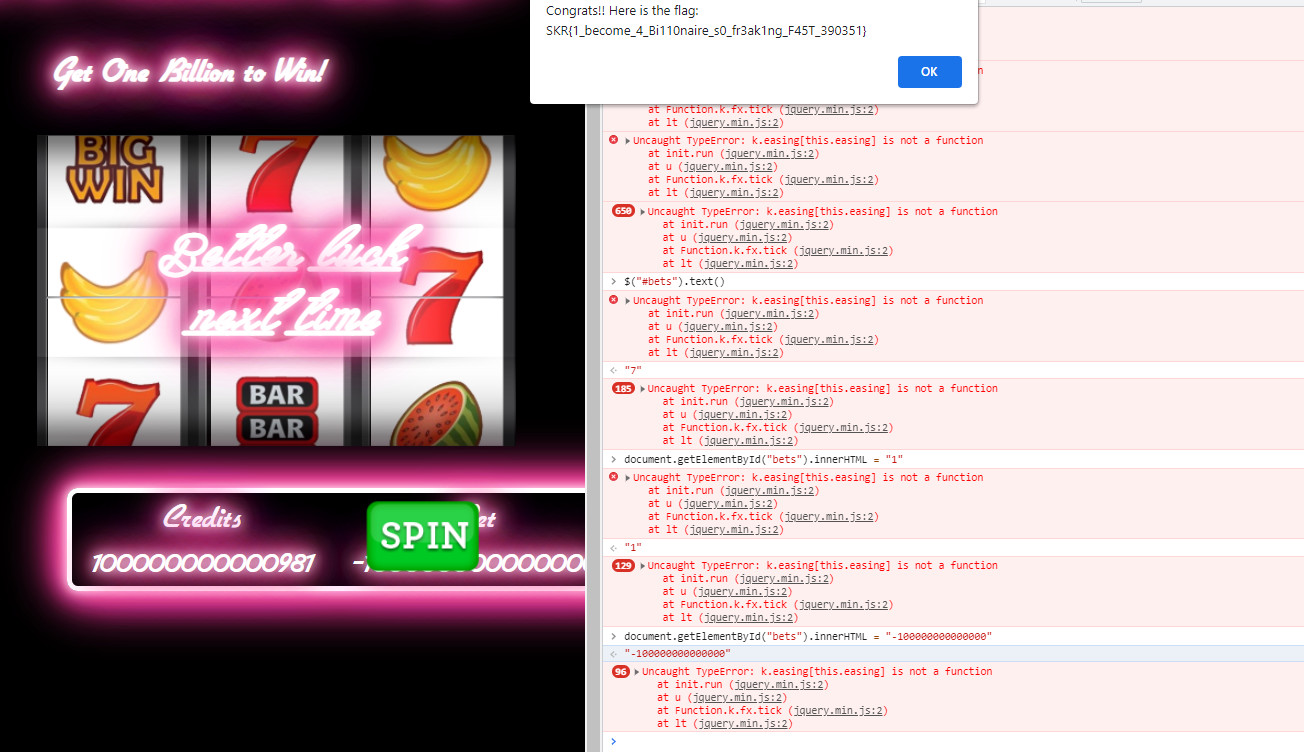 Congrats!! Here is the flag:
SKR{1_become_4_Bi110naire_s0_fr3ak1ng_F45T_390351}
OK
Get One Billion to Win!
BIG
WIN
7
Better luck
next time
7
7
BAR
BAR
Credits
SPIN
100000000000981
at Function.k.fx.tick (jquery.min.js:2)
at lt (jquery.min.js:2)
Uncaught TypeError: k.easing[this.easing] is not a function
at init.run (jquery.min.js:2)
at u (jquery.min.js:2)
at Function.k.fx.tick (jquery.min.js:2)
at lt (jquery.min.js:2)
650 Uncaught TypeError: k.easing[this.easing] is not a function
at init.run (jquery.min.js:2)
at u (jquery.min.js:2)
at Function.k.fx.tick (jquery.min.js:2)
at lt (jquery.min.js:2)
> $("#bets").text()
Uncaught TypeError: k.easing[this.easing] is not a function
at init.run (jquery.min.js:2)
at u (jquery.min.js:2)
at Function.k.fx.tick (jquery.min.js:2)
at lt (jquery.min.js:2)
"7"
185 Uncaught TypeError: k.easing[this.easing] is not a function
at init.run (jquery.min.js:2)
at u (jquery.min.js:2)
at Function.k.fx.tick (jquery.min.js:2)
at lt (jquery.min.js:2)
> document.getElementById("bets").innerHTML = "1"
Uncaught TypeError: k.easing[this.easing] is not a function
at init.run (jquery.min.js:2)
at u (jquery.min.js:2)
at Function.k.fx.tick (jquery.min.js:2)
at lt (jquery.min.js:2)
"1"
129 Uncaught TypeError: k.easing[this.easing] is not a function
at init.run (jquery.min.js:2)
at u (jquery.min.js:2)
at Function.k.fx.tick (jquery.min.js:2)
at lt (jquery.min.js:2)
> document.getElementById("bets").innerHTML = "-100000000000000"
"-100000000000000"
96 Uncaught TypeError: k.easing[this.easing] is not a function
at init.run (jquery.min.js:2)
at u (jquery.min.js:2)
at Function.k.fx.tick (jquery.min.js:2)
at lt (jquery.min.js:2)
>